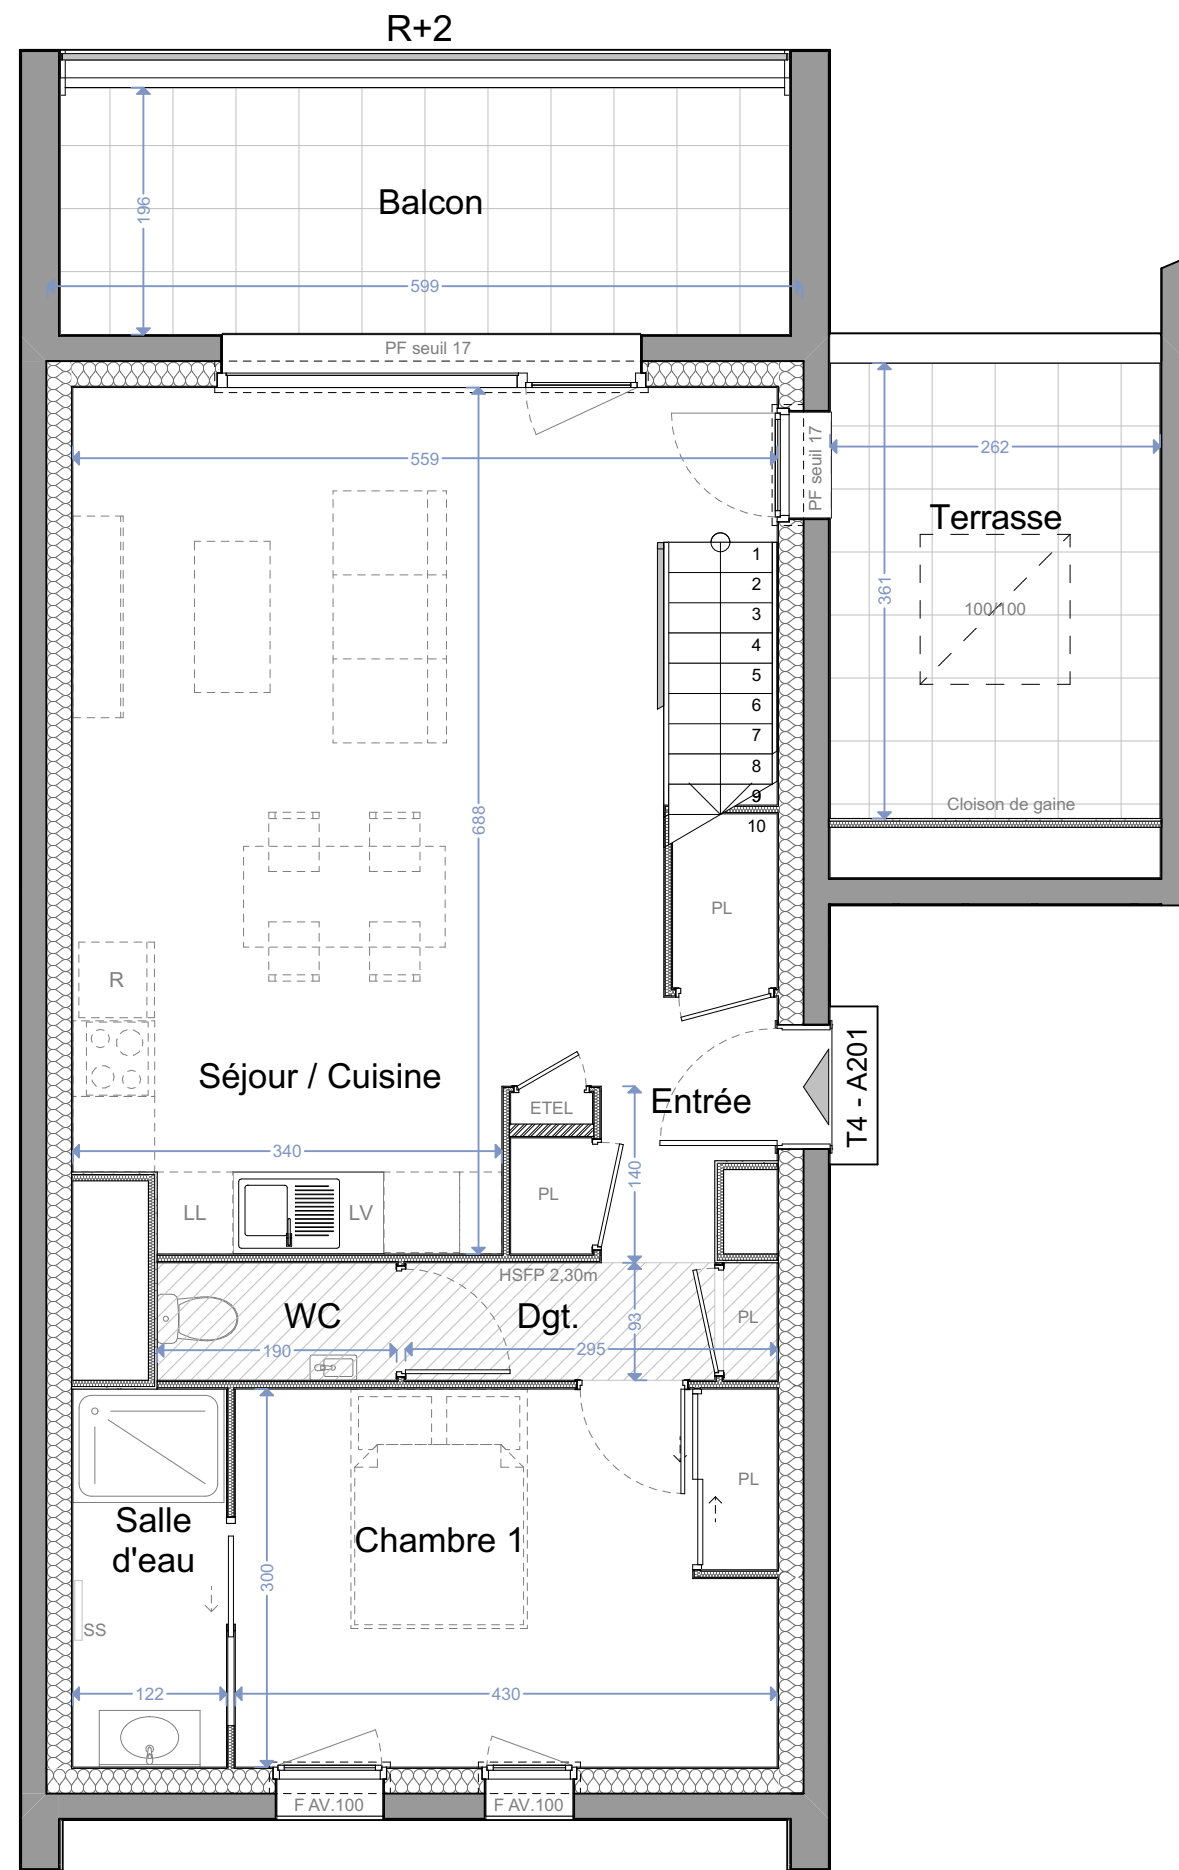 R+2
196
Balcon
599
PF seuil 17
559
PF seuil 17
262
Terrasse
361
100/100
Cloison de gaine
1
2
3
4
5
6
7
8
9
10
688
PL
R
Séjour / Cuisine
ETEL
Entrée
T4 - A201
340
140
PL
LL
LV
HSFP 2,30m
WC
Dgt.
93
PL
190
295
PL
Salle
d'eau
Chambre 1
300
SS
122
430
F AV.100
F AV.100